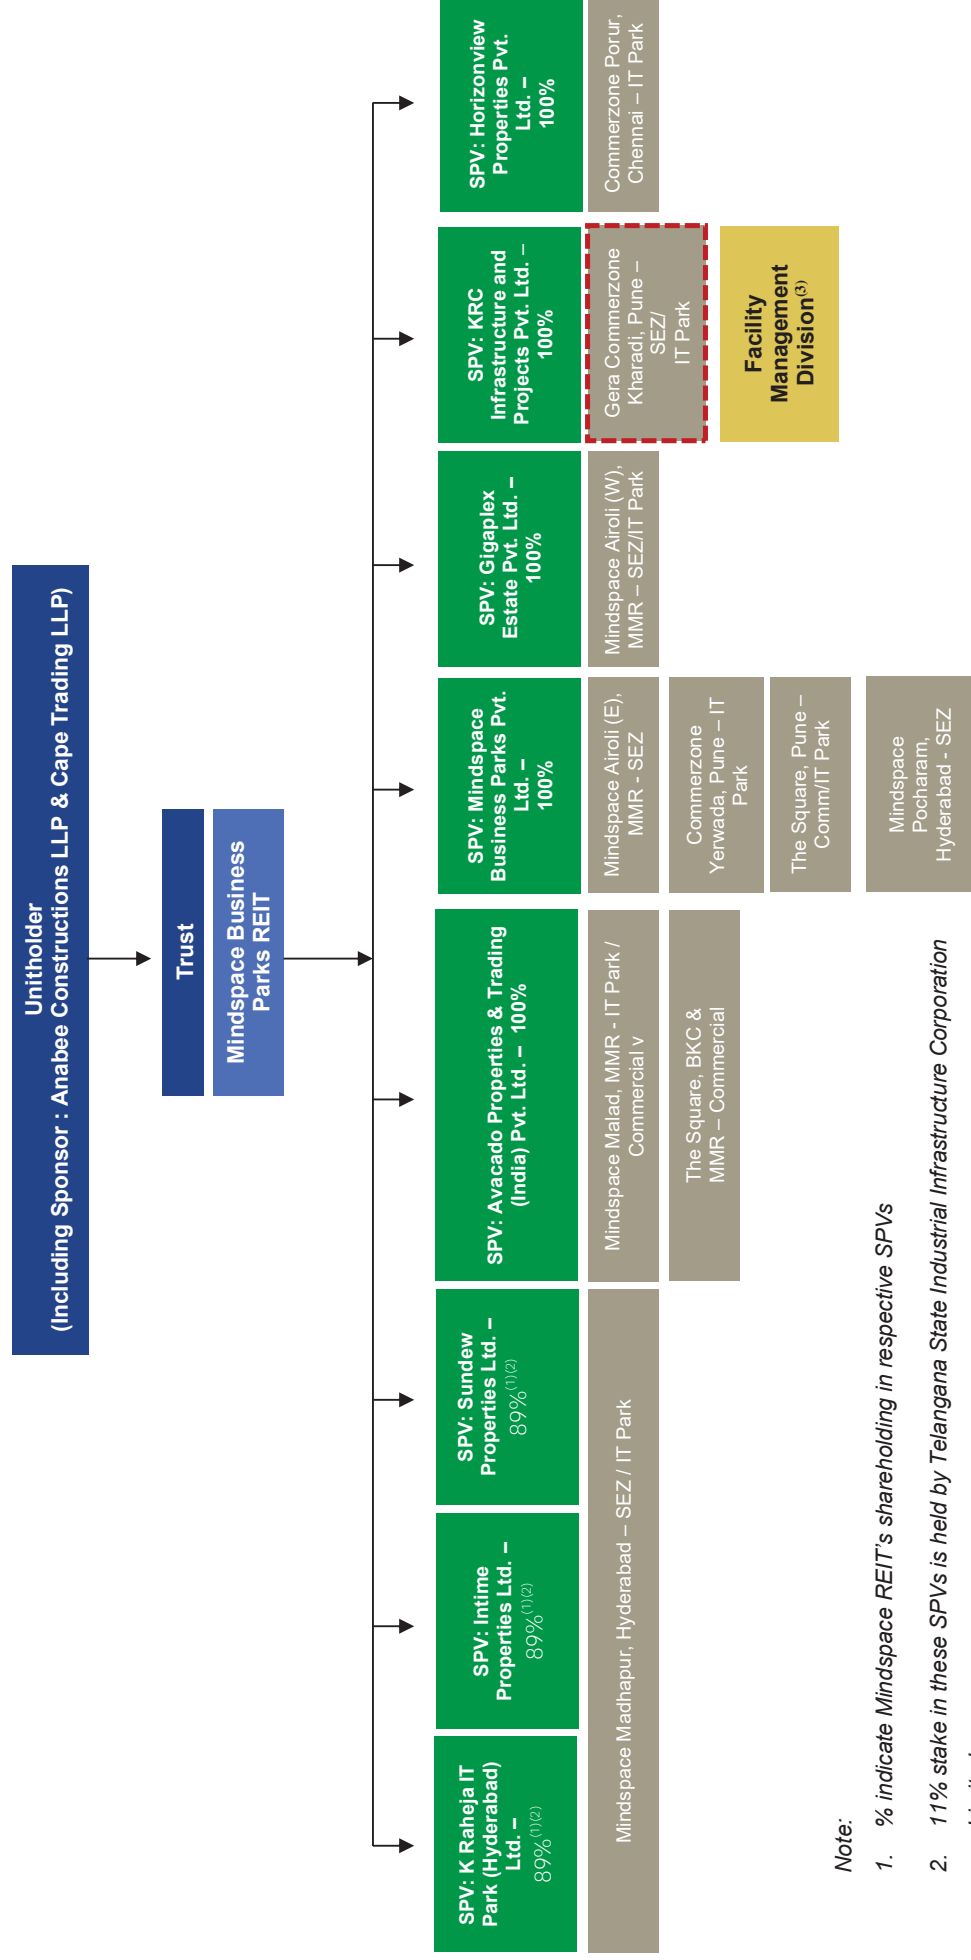 Unitholder
(Including Sponsor : Anabee Constructions LLP & Cape Trading LLP)
Trust
Mindspace Business
Parks REIT
SPV: K Raheja IT
Park (Hyderabad)
Ltd. –
89%(1)(2)
SPV: Intime
Properties Ltd. –
89%(1)(2)
SPV: Sundew
Properties Ltd. –
89%(1)(2)
SPV: Avacado Properties & Trading
(India) Pvt. Ltd. – 100%
SPV: Mindspace
Business Parks Pvt.
Ltd. –
100%
SPV: Gigaplex
Estate Pvt. Ltd. –
100%
SPV: KRC
Infrastructure and
Projects Pvt. Ltd. –
100%
SPV: Horizonview
Properties Pvt.
Ltd. –
100%
Mindspace Madhapur, Hyderabad – SEZ / IT Park
Mindspace Malad, MMR - IT Park /
Commercial v
The Square, BKC &
MMR – Commercial
Mindspace Airoli (E),
MMR - SEZ
Commerzone
Yerwada, Pune – IT
Park
The Square, Pune –
Comm/IT Park
Mindspace
Pocharam,
Hyderabad - SEZ
Mindspace Airoli (W),
MMR – SEZ/IT Park
Gera Commerzone
Kharadi, Pune –
SEZ/
IT Park
Facility
Management
Division(3)
Commerzone Porur,
Chennai – IT Park
Note:
1. % indicate Mindspace REIT's shareholding in respective SPVs
2. 11% stake in these SPVs is held by Telangana State Industrial Infrastructure Corporation